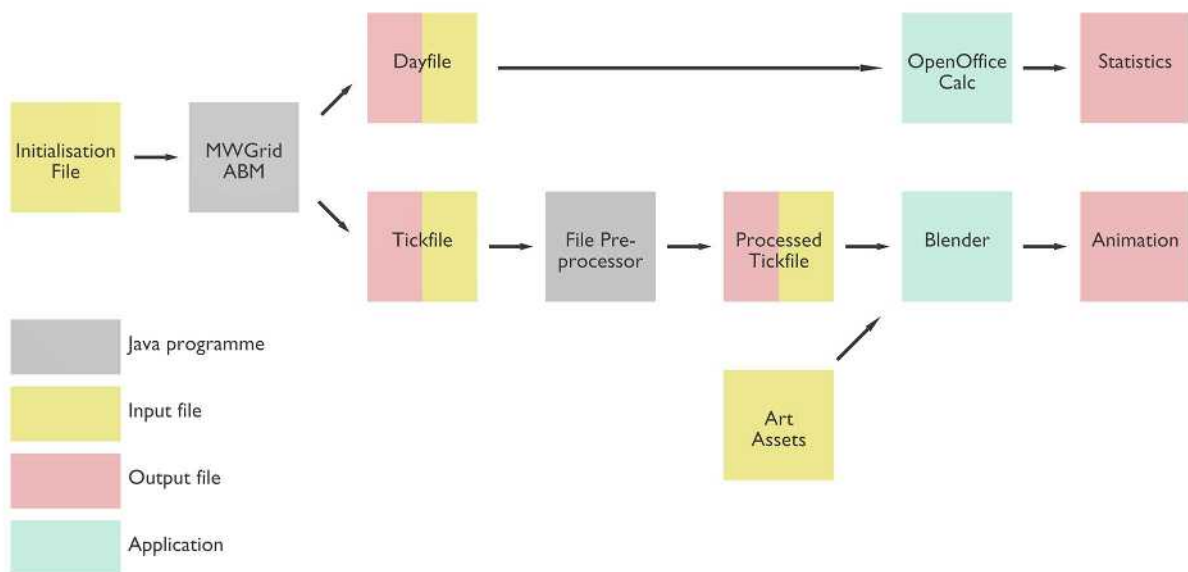 Dayfile
OpenOffice
Calc
Statistics
Initialisation
File
MWGrid
ABM
Tickfile
File Pre-
processor
Processed
Tickfile
Blender
Animation
Java programme
Input file
Art
Assets
Output file
Application